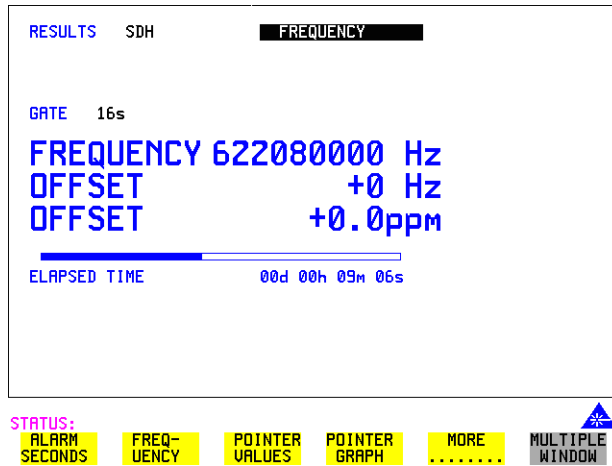 RESULTS SDH FREQUENCY
GATE 16s
FREQUENCY 622080000 Hz
OFFSET +0 Hz
OFFSET +0.0ppm
ELAPSED TIME 00d 00h 09m 06s
STATUS:
ALARM SECONDS
FREQ- UENCY
POINTER VALUES
POINTER GRAPH
MORE ........
MULTIPLE WINDOW